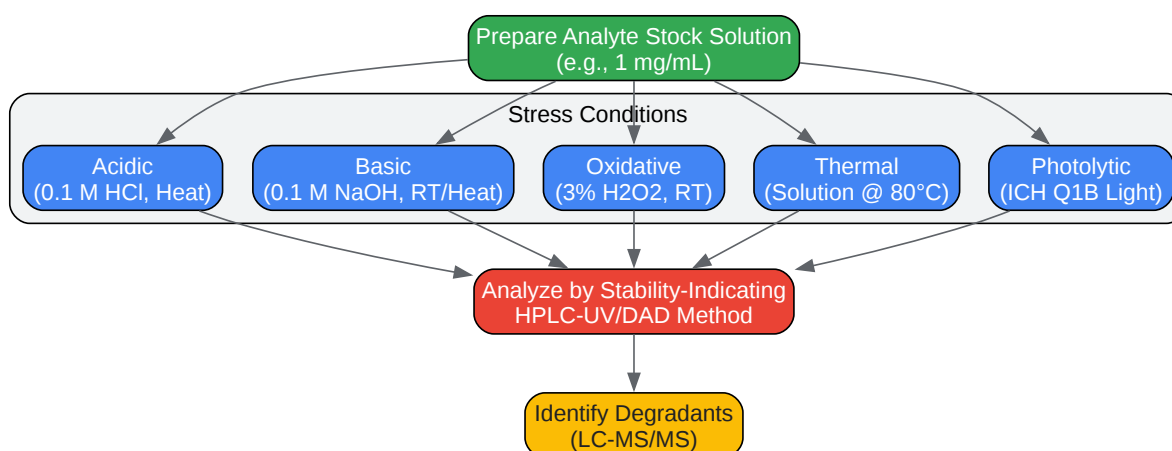 Prepare Analyte Stock Solution
(e.g., 1 mg/mL)
Stress Conditions
Acidic
(0.1 M HCl, Heat)
Basic
(0.1 M NaOH, RT/Heat)
Oxidative
(3% H2O2, RT)
Thermal
(Solution @ 80°C)
Photolytic
(ICH Q1B Light)
Analyze by Stability-Indicating
HPLC-UV/DAD Method
Identify Degradants
(LC-MS/MS)